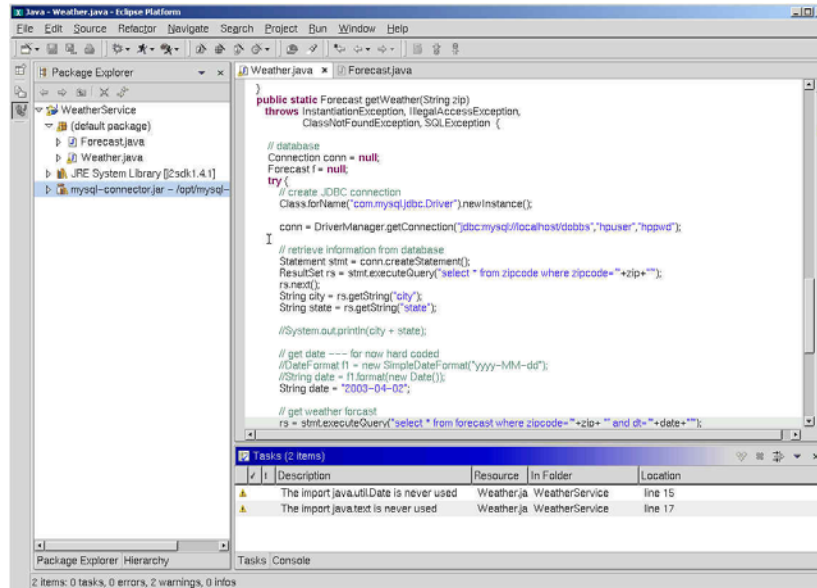 Java - Weather.java - Eclipse Platform
File Edit Source Refactor Navigate Search Project Run Window Help
Package Explorer
WeatherService
(default package)
Forecast.java
Weather.java
JRE System Library [j2sdk1.4.1]
mysql-connector.jar - /opt/mysql-
Package Explorer Hierarchy
Weather.java Forecast.java
}
public static Forecast getWeather(String zip)
throws InstantiationException, IllegalAccessException,
ClassNotFoundException, SQLException {
// database
Connection conn = null;
Forecast f = null;
try {
// create JDBC connection
Class.forName("com.mysql.jdbc.Driver").newInstance();
conn = DriverManager.getConnection("jdbc:mysql://localhost/dobbs","hpuser","hppwd");
// retrieve information from database
Statement stmt = conn.createStatement();
ResultSet rs = stmt.executeQuery("select * from zipcode where zipcode='"+zip+"'");
rs.next();
String city = rs.getString("city");
String state = rs.getString("state");
//System.out.println(city + state);
// get date --- for now hard coded
//DateFormat f1 = new SimpleDateFormat("yyyy-MM-dd");
//String date = f1.format(new Date());
String date = "2003-04-02";
// get weather forcast
rs = stmt.executeQuery("select * from forecast where zipcode='"+zip+ "' and dt='"+date+"'");
Tasks (2 items)
✓ ! Description Resource In Folder Location
The import java.util.Date is never used Weather.ja WeatherService line 15
The import java.text is never used Weather.ja WeatherService line 17
Tasks Console
2 items: 0 tasks, 0 errors, 2 warnings, 0 infos